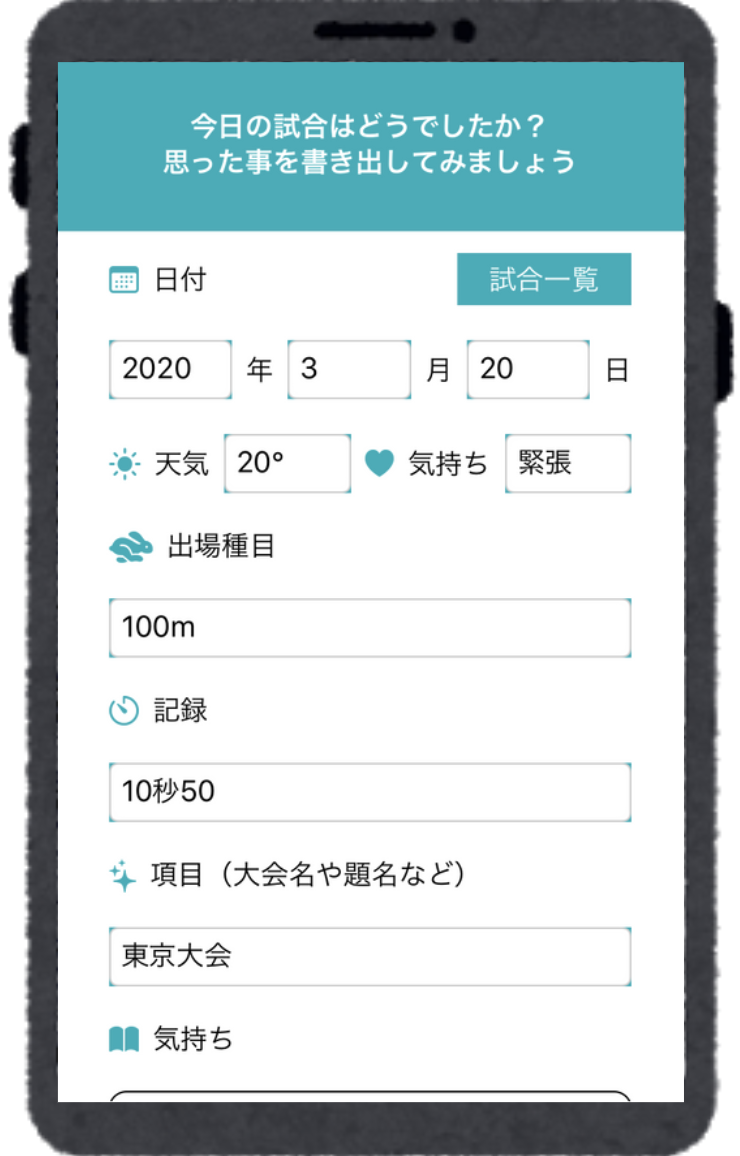 今日の試合はどうでしたか？
思った事を書き出してみましょう
日付 試合一覧
2020 年 3 月 20 日
天気 20° 気持ち 緊張
出場種目
100m
記録
10秒50
項目（大会名や題名など）
東京大会
気持ち